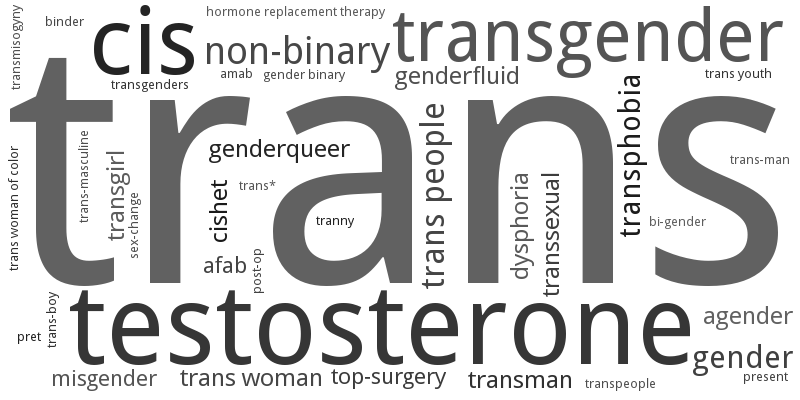 transmisogyny
binder
cis
hormone replacement therapy
transgender
non-binary
amab
gender binary
genderfluid
trans youth
transgenders
trans
trans woman of color
trans-masculine
transgirl
sex-change
genderqueer
cishet
trans*
tranny
trans people
dysphoria
transsexual
transphobia
trans-man
bi-gender
afab
post-op
trans-boy
pret
testosterone
agender
gender
present
misgender
trans woman
top-surgery
transman
transpeople